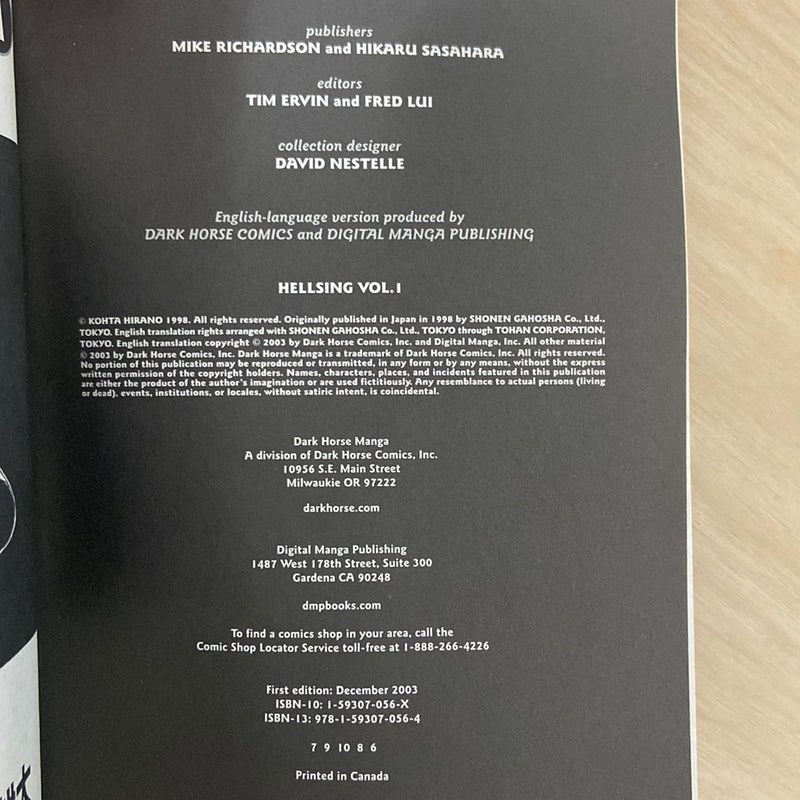 publishers
MIKE RICHARDSON and HIKARU SASAHARA
editors
TIM ERVIN and FRED LUI
collection designer
DAVID NESTELLE
English-language version produced by
DARK HORSE COMICS and DIGITAL MANGA PUBLISHING
HELLSING VOL.1
© KOHTA HIRANO 1998. All rights reserved. Originally published in Japan in 1998 by SHONEN GAHOSHA Co., Ltd.,
TOKYO. English translation rights arranged with SHONEN GAHOSHA Co., Ltd., TOKYO through TOHAN CORPORATION,
TOKYO. English translation copyright © 2003 by Dark Horse Comics, Inc. and Digital Manga, Inc. All other material
© 2003 by Dark Horse Comics, Inc. Dark Horse Manga is a trademark of Dark Horse Comics, Inc. All rights reserved.
No portion of this publication may be reproduced or transmitted, in any form or by any means, without the express
written permission of the copyright holders. Names, characters, places, and incidents featured in this publication
are either the product of the author's imagination or are used fictitiously. Any resemblance to actual persons (living
or dead), events, institutions, or locales, without satiric intent, is coincidental.
Dark Horse Manga
A division of Dark Horse Comics, Inc.
10956 S.E. Main Street
Milwaukie OR 97222
darkhorse.com
Digital Manga Publishing
1487 West 178th Street, Suite 300
Gardena CA 90248
dmpbooks.com
To find a comics shop in your area, call the
Comic Shop Locator Service toll-free at 1-888-266-4226
First edition: December 2003
ISBN-10: 1-59307-056-X
ISBN-13: 978-1-59307-056-4
7 9 10 8 6
Printed in Canada